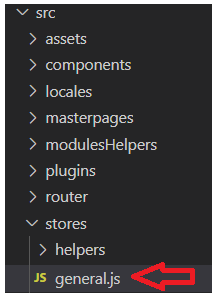 src
assets
components
locales
masterpages
modulesHelpers
plugins
router
stores
helpers
JS general.js